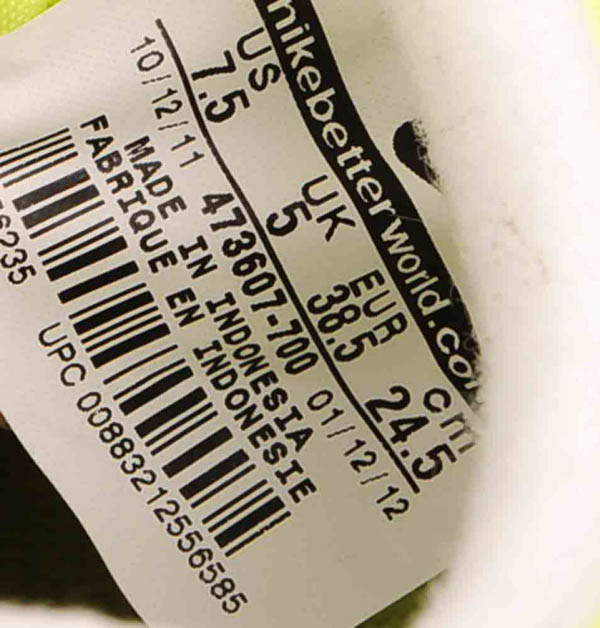 nikebetterworld.co
US UK EUR cm
7.5 5 38.5 24.5
10/12/11 473607-700 01/12/12
MADE IN INDONESIA
FABRIQUE EN INDONESIE
UPC 00883212556585